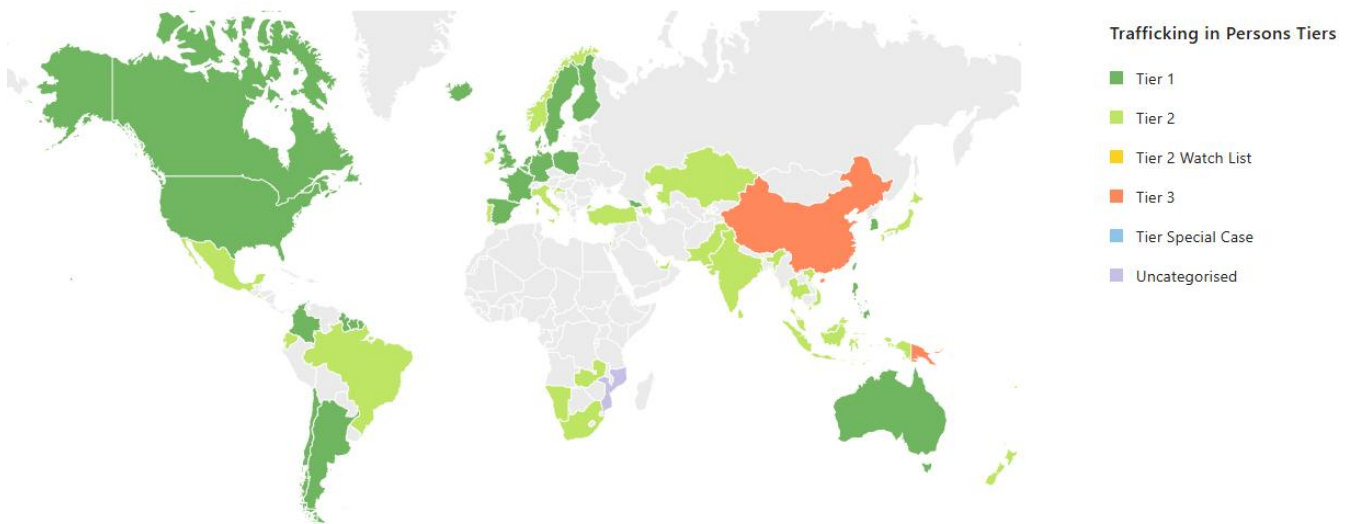 Trafficking in Persons Tiers
Tier 1
Tier 2
Tier 2 Watch List
Tier 3
Tier Special Case
Uncategorised